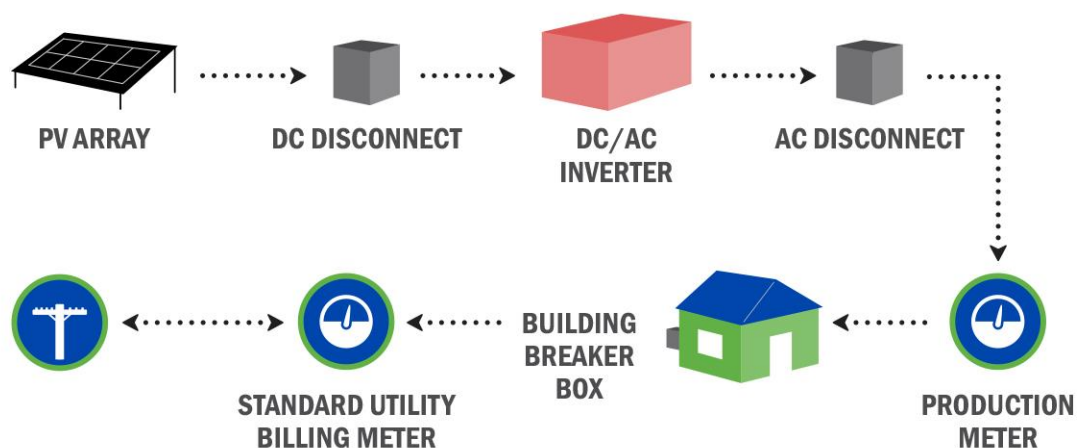 PV ARRAY
DC DISCONNECT
DC/AC
INVERTER
AC DISCONNECT
BUILDING
BREAKER
BOX
STANDARD UTILITY
BILLING METER
PRODUCTION
METER